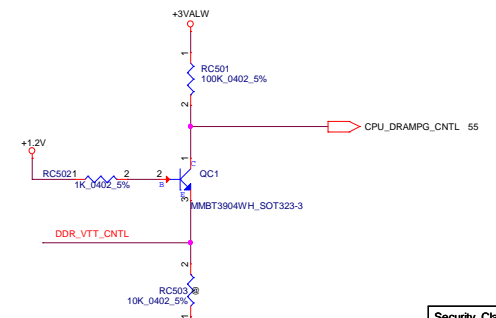 +3VALW
1
RC501
100K_0402_5%
2
CPU_DRAMPG_CNTL 55
+1.2V
1 C
RC5021 2 2 QC1
1K_0402_5% B
E
3 MMBT3904WH_SOT323-3
DDR_VTT_CNTL
2
RC503 @
10K_0402_5%
1
Security Cla